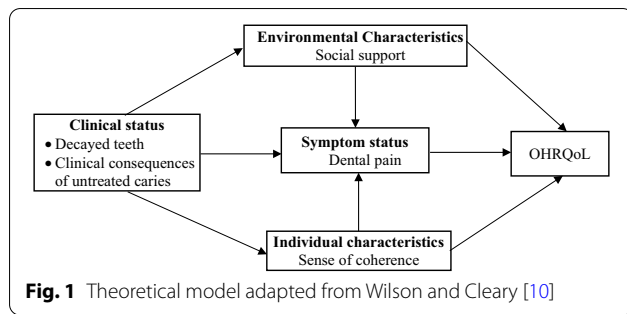 Environmental Characteristics
Social support
Clinical status
• Decayed teeth
• Clinical consequences
of untreated caries
Symptom status
Dental pain
OHRQoL
Individual characteristics
Sense of coherence
Fig. 1 Theoretical model adapted from Wilson and Cleary [10]